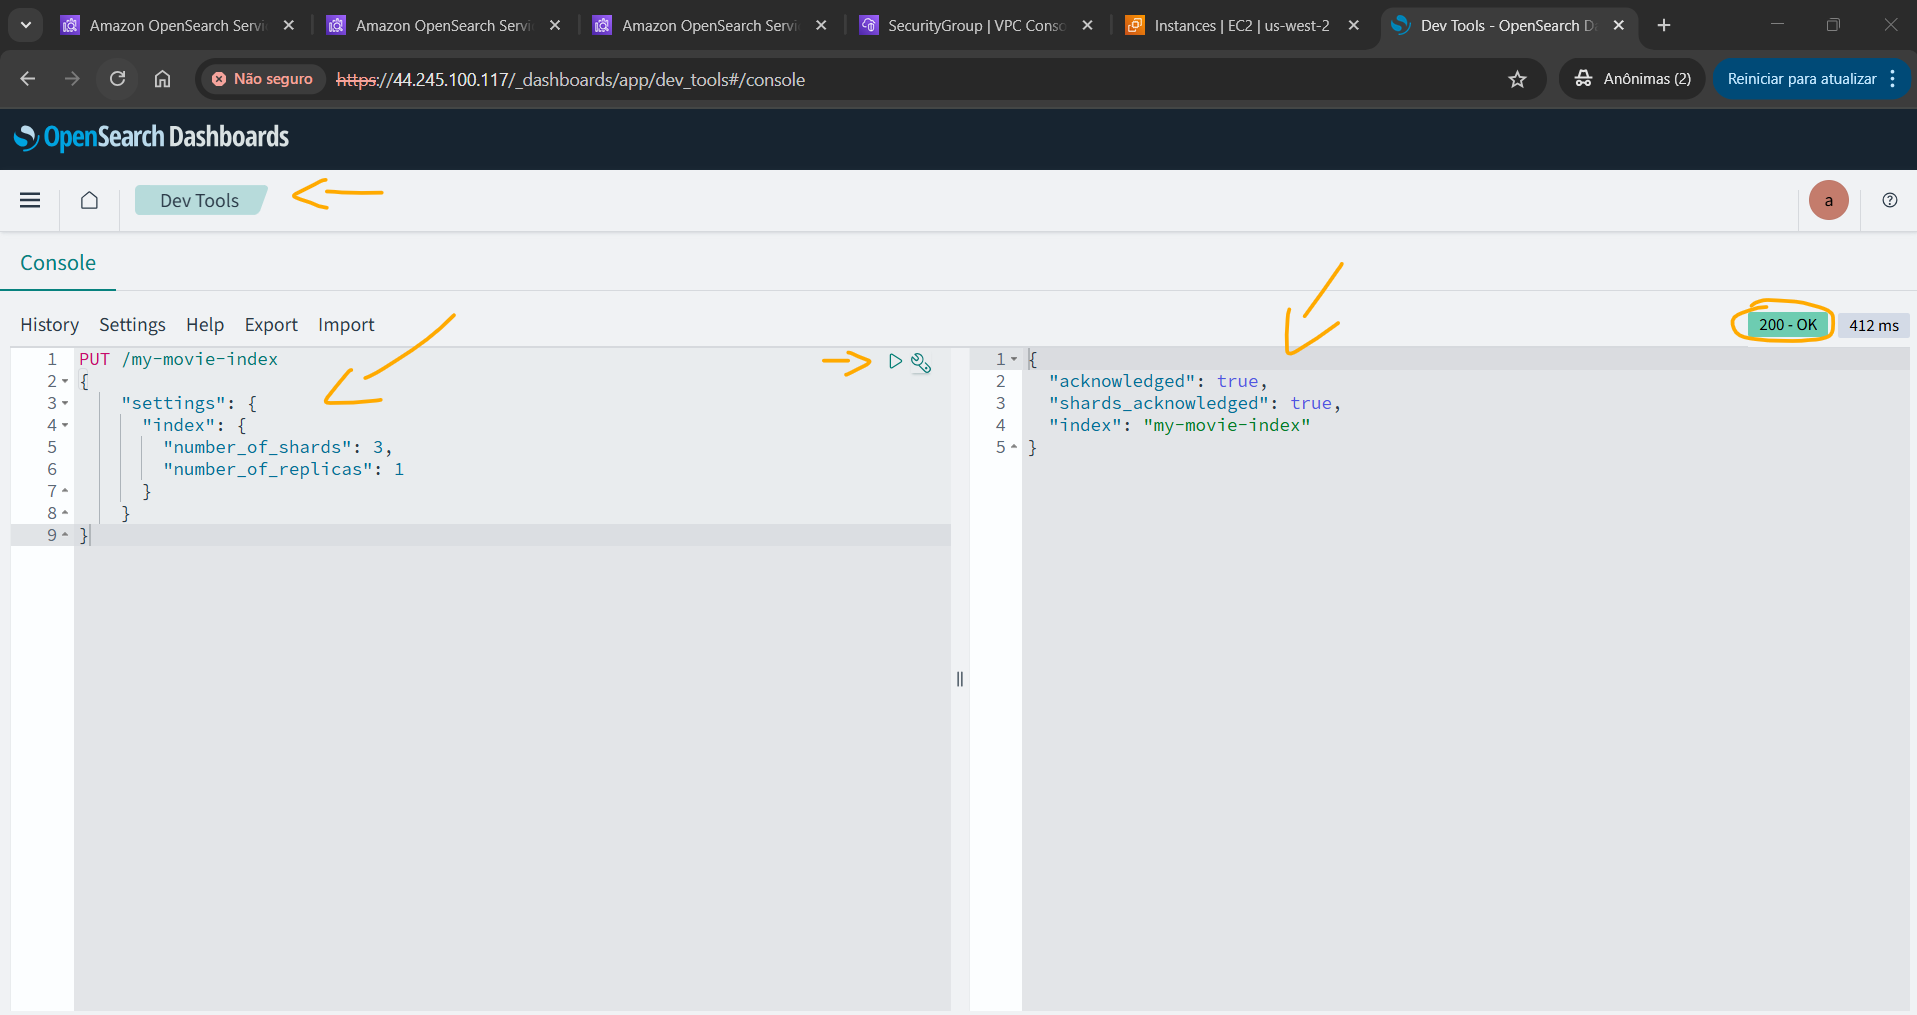 Amazon OpenSearch Servi
Amazon OpenSearch Servi
Amazon OpenSearch Servi
SecurityGroup | VPC Conso
Instances | EC2 | us-west-2
Dev Tools - OpenSearch D
Não seguro
https://44.245.100.117/_dashboards/app/dev_tools#/console
Anônimas (2)
Reiniciar para atualizar
OpenSearch Dashboards
Dev Tools
a
Console
History Settings Help Export Import
200 - OK
412 ms
1 PUT /my-movie-index
2 {
3 "settings": {
4 "index": {
5 "number_of_shards": 3,
6 "number_of_replicas": 1
7 }
8 }
9 }
1 {
2 "acknowledged": true,
3 "shards_acknowledged": true,
4 "index": "my-movie-index"
5 }